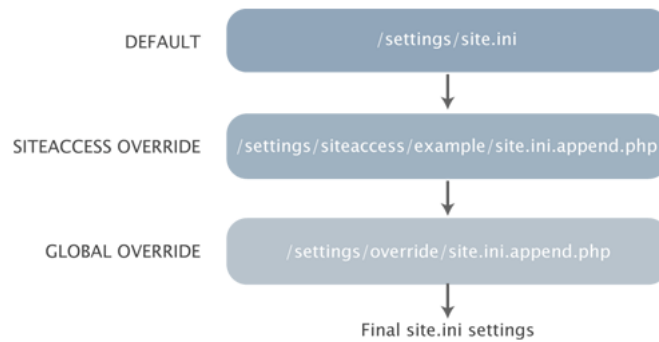 DEFAULT /settings/site.ini
SITEACCESS OVERRIDE /settings/siteaccess/example/site.ini.append.php
GLOBAL OVERRIDE /settings/override/site.ini.append.php
Final site.ini settings